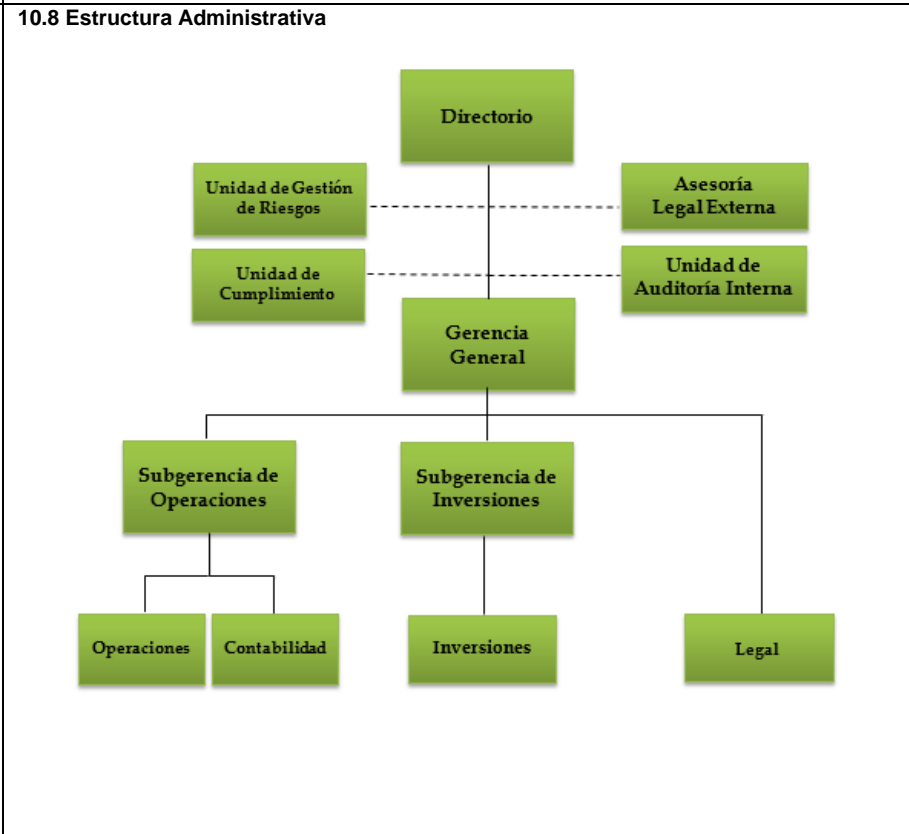 10.8 Estructura Administrativa
Directorio
Unidad de Gestión
de Riesgos
Asesoría
Legal Externa
Unidad de
Cumplimiento
Unidad de
Auditoría Interna
Gerencia
General
Subgerencia de
Operaciones
Subgerencia de
Inversiones
Operaciones
Contabilidad
Inversiones
Legal